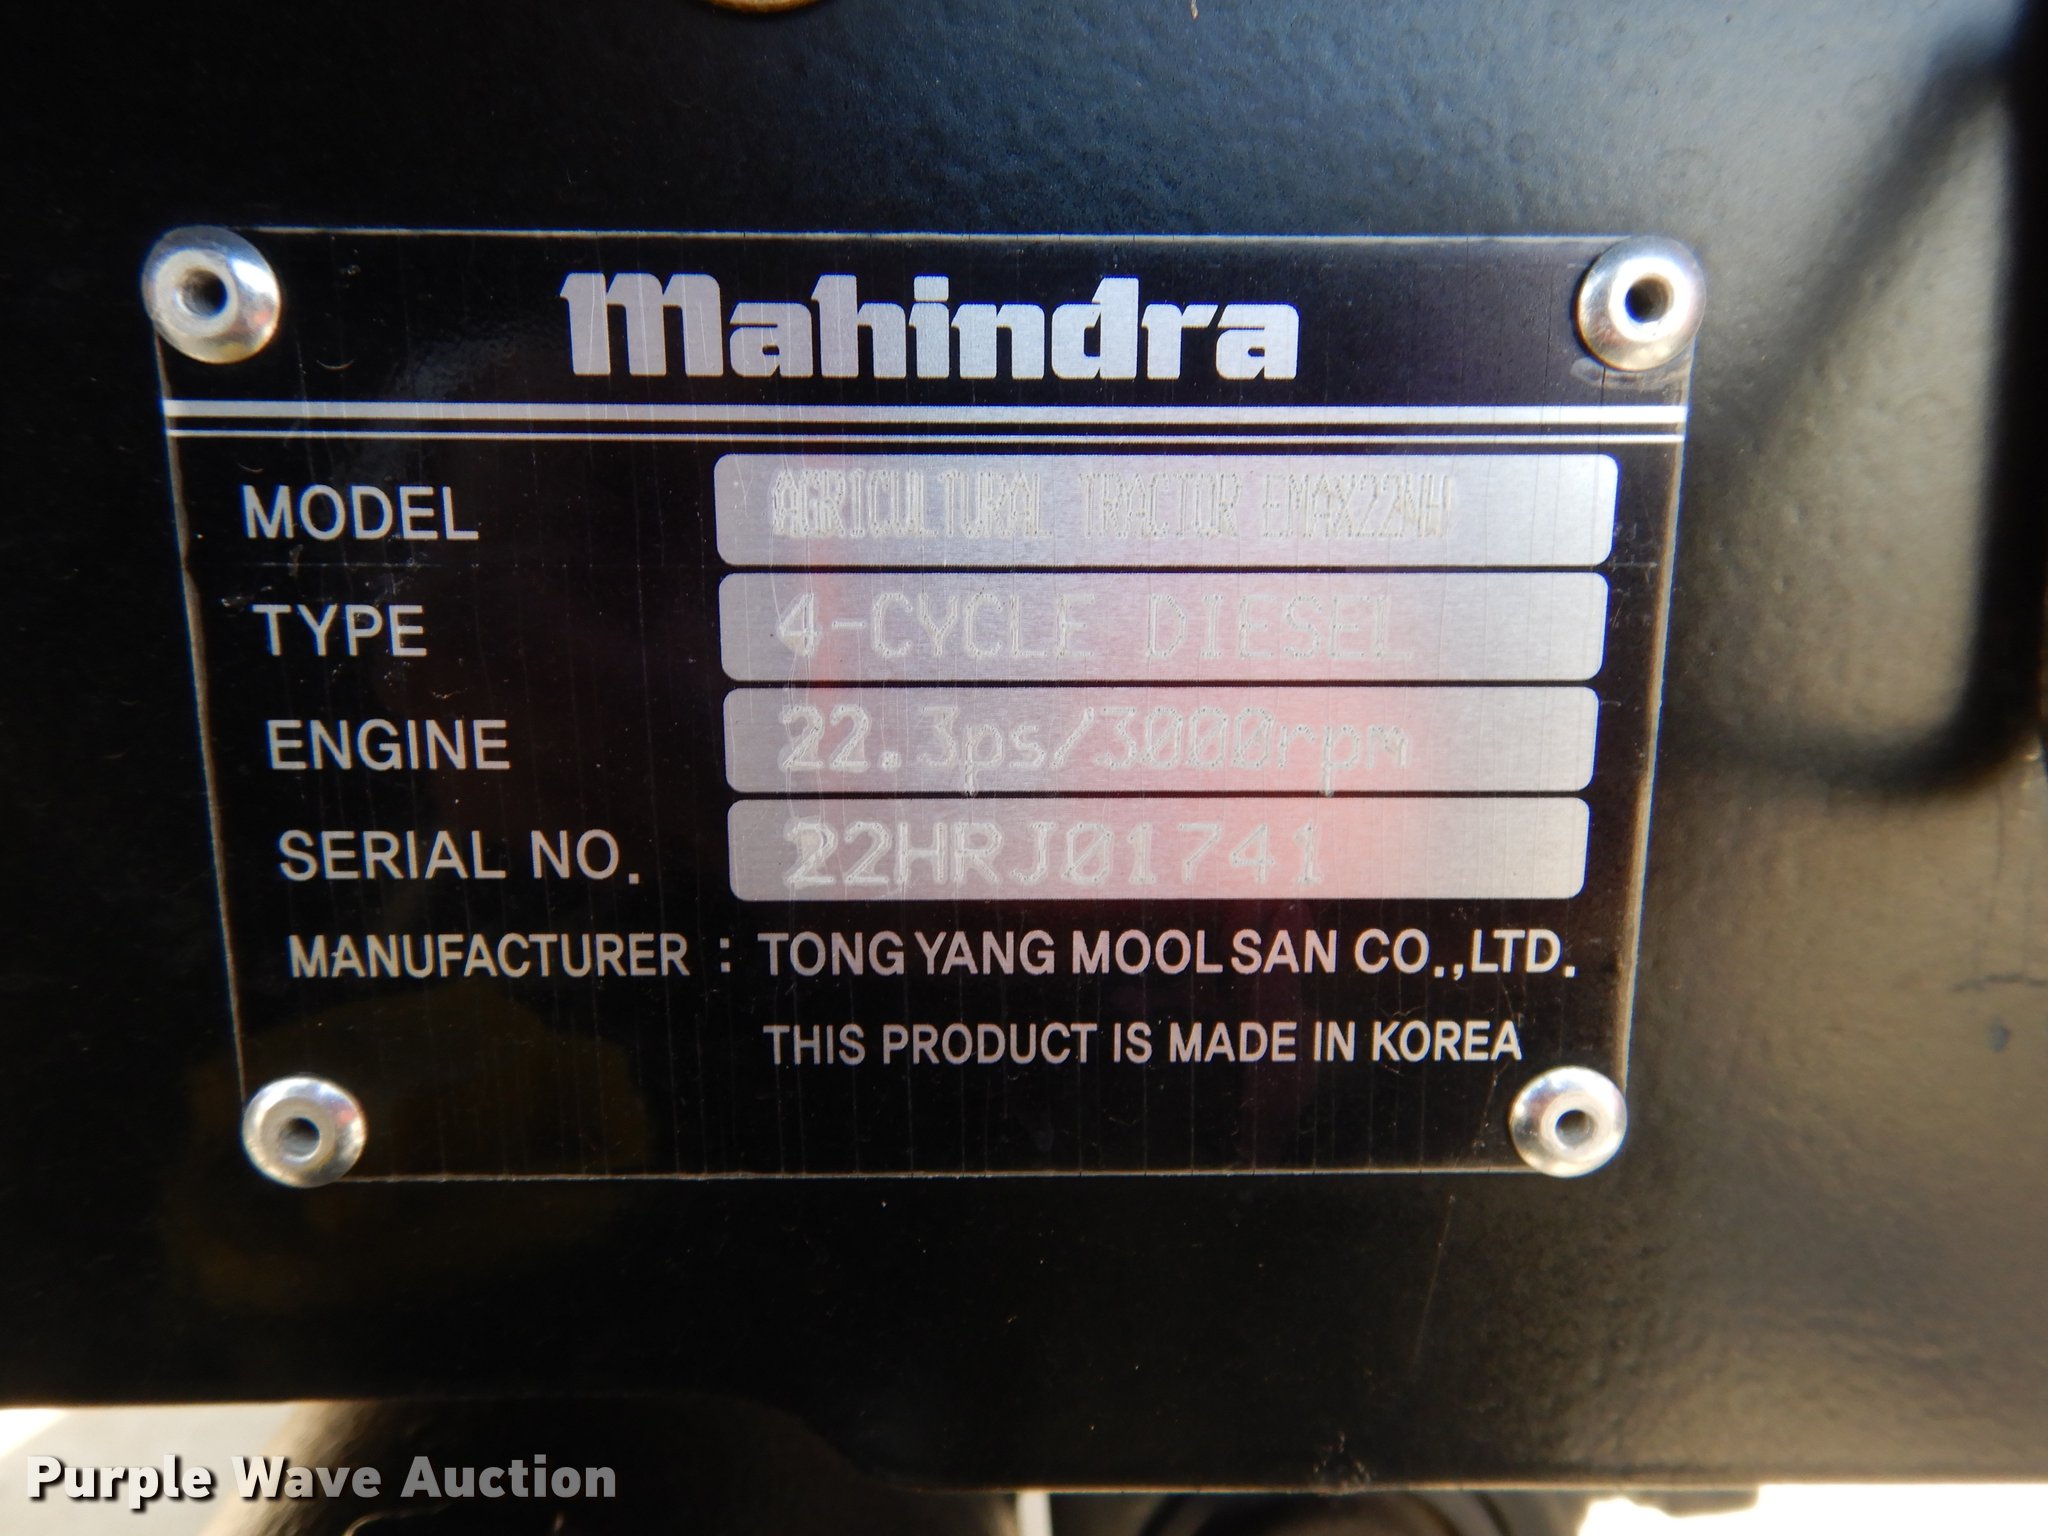 mahindra
MODEL AGRICULTURAL TRACTOR EMAX224H
TYPE 4-CYCLE DIESEL
ENGINE 22.3ps/3000rpm
SERIAL NO. 22HRJ01741
MANUFACTURER : TONG YANG MOOLSAN CO.,LTD.
THIS PRODUCT IS MADE IN KOREA
Purple Wave Auction